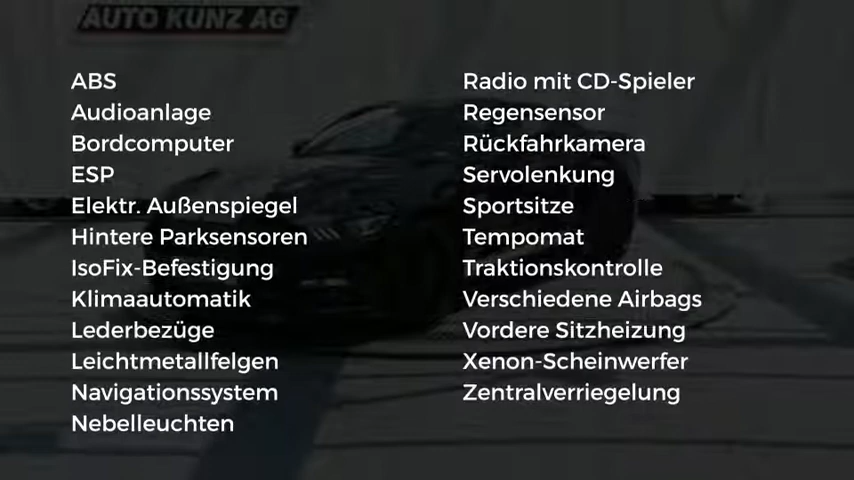 AUTO KUNZ AG
ABS
Audioanlage
Bordcomputer
ESP
Elektr. Außenspiegel
Hintere Parksensoren
IsoFix-Befestigung
Klimaautomatik
Lederbezüge
Leichtmetallfelgen
Navigationssystem
Nebelleuchten
Radio mit CD-Spieler
Regensensor
Rückfahrkamera
Servolenkung
Sportsitze
Tempomat
Traktionskontrolle
Verschiedene Airbags
Vordere Sitzheizung
Xenon-Scheinwerfer
Zentralverriegelung